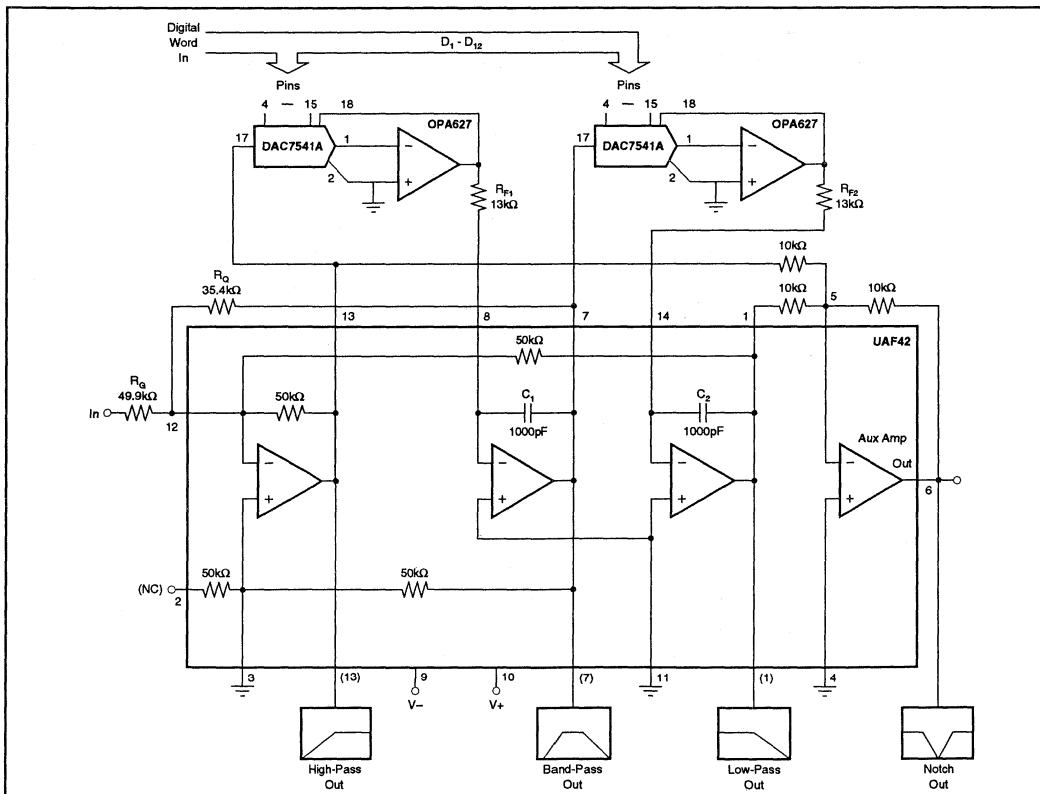 Digital
Word
In
D1 - D12
Pins
Pins
4 – 15 18
4 – 15 18
OPA627
OPA627
17 DAC7541A 1
17 DAC7541A 1
2
2
–
+
–
+
RF1
13kΩ
RF2
13kΩ
10kΩ
RQ
35.4kΩ
10kΩ
5
10kΩ
13
8
7
14
1
UAF42
50kΩ
RG
49.9kΩ
In
12
50kΩ
C1
1000pF
C2
1000pF
Aux Amp
Out
6
–
+
–
+
–
+
–
+
(NC)
2
50kΩ
50kΩ
3
(13)
9
10
(7)
11
(1)
4
V–
V+
High-Pass
Out
Band-Pass
Out
Low-Pass
Out
Notch
Out